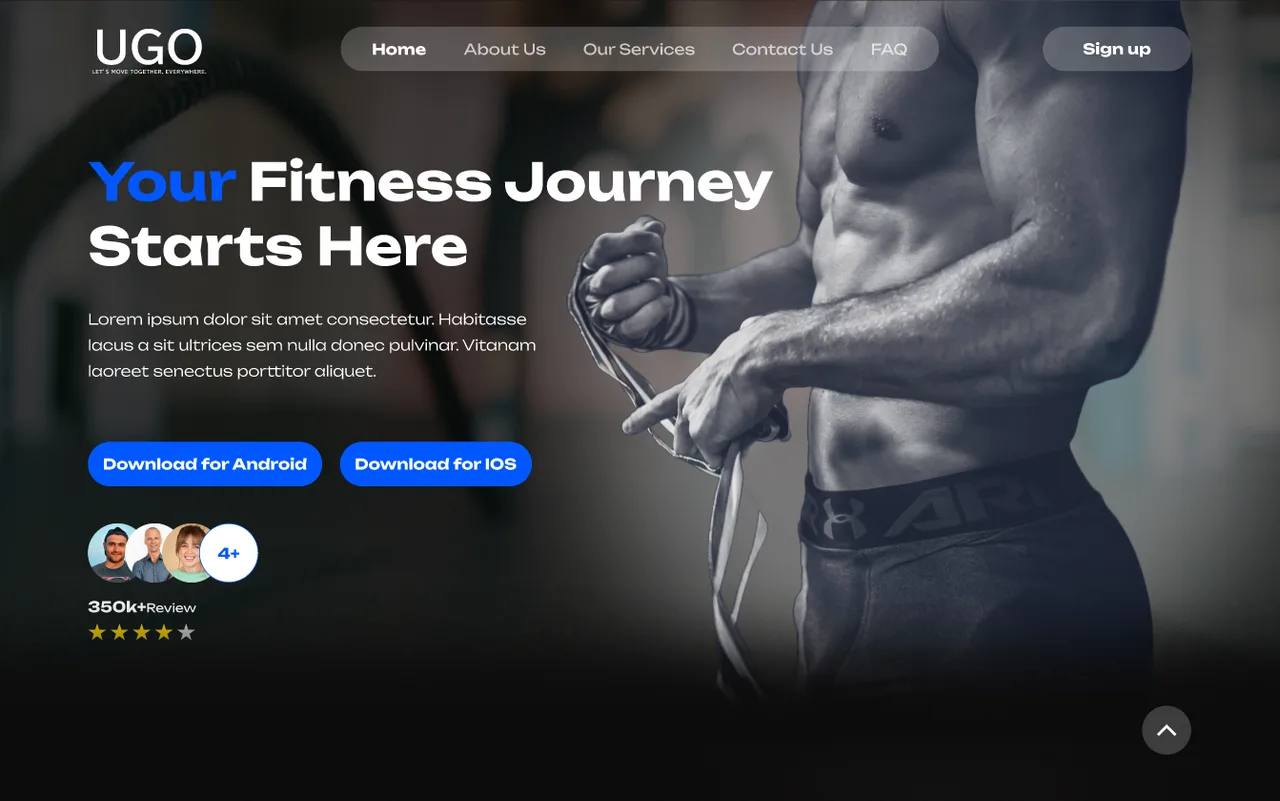 UGO
LET'S MOVE TOGETHER, EVERYWHERE.
Home About Us Our Services Contact Us FAQ
Sign up
Your Fitness Journey
Starts Here
Lorem ipsum dolor sit amet consectetur. Habitasse
lacus a sit ultrices sem nulla donec pulvinar. Vitanam
laoreet senectus porttitor aliquet.
Download for Android Download for IOS
4+
350k+Review